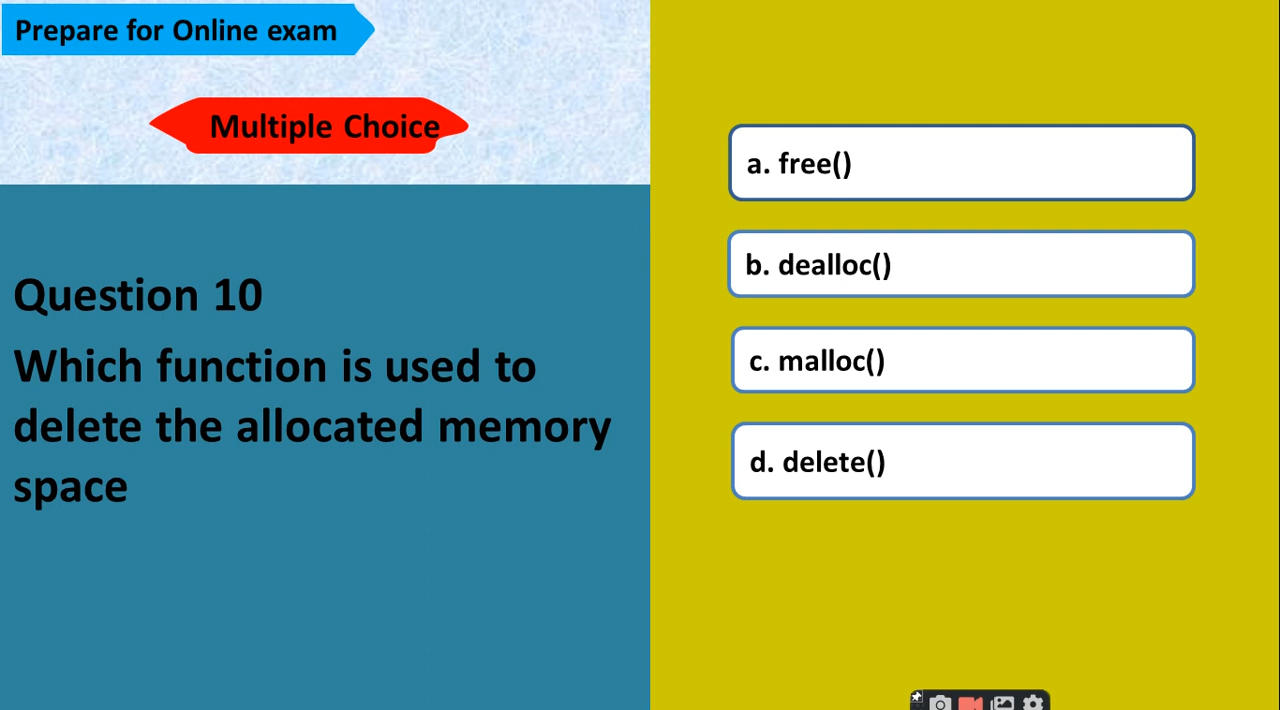 Prepare for Online exam
Multiple Choice
Question 10
Which function is used to
delete the allocated memory
space
a. free()
b. dealloc()
c. malloc()
d. delete()